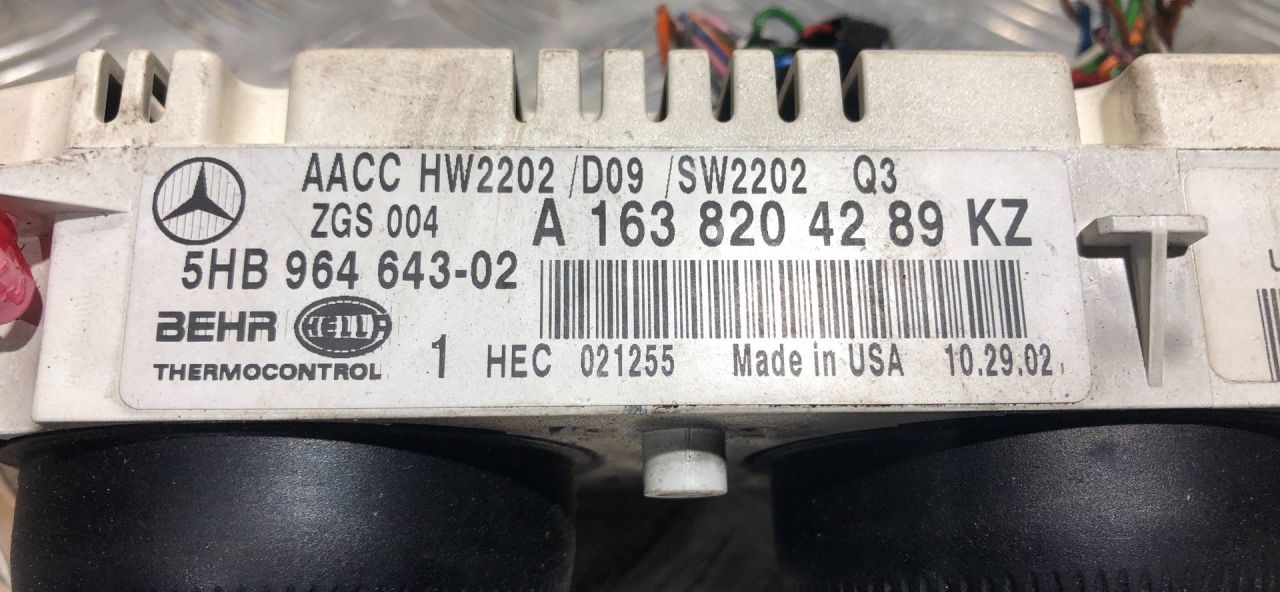 AACC HW2202 /D09 /SW2202 Q3
ZGS 004 A 163 820 42 89 KZ
5HB 964 643-02
BEHR HELLA
THERMOCONTROL 1 HEC 021255 Made in USA 10.29.02